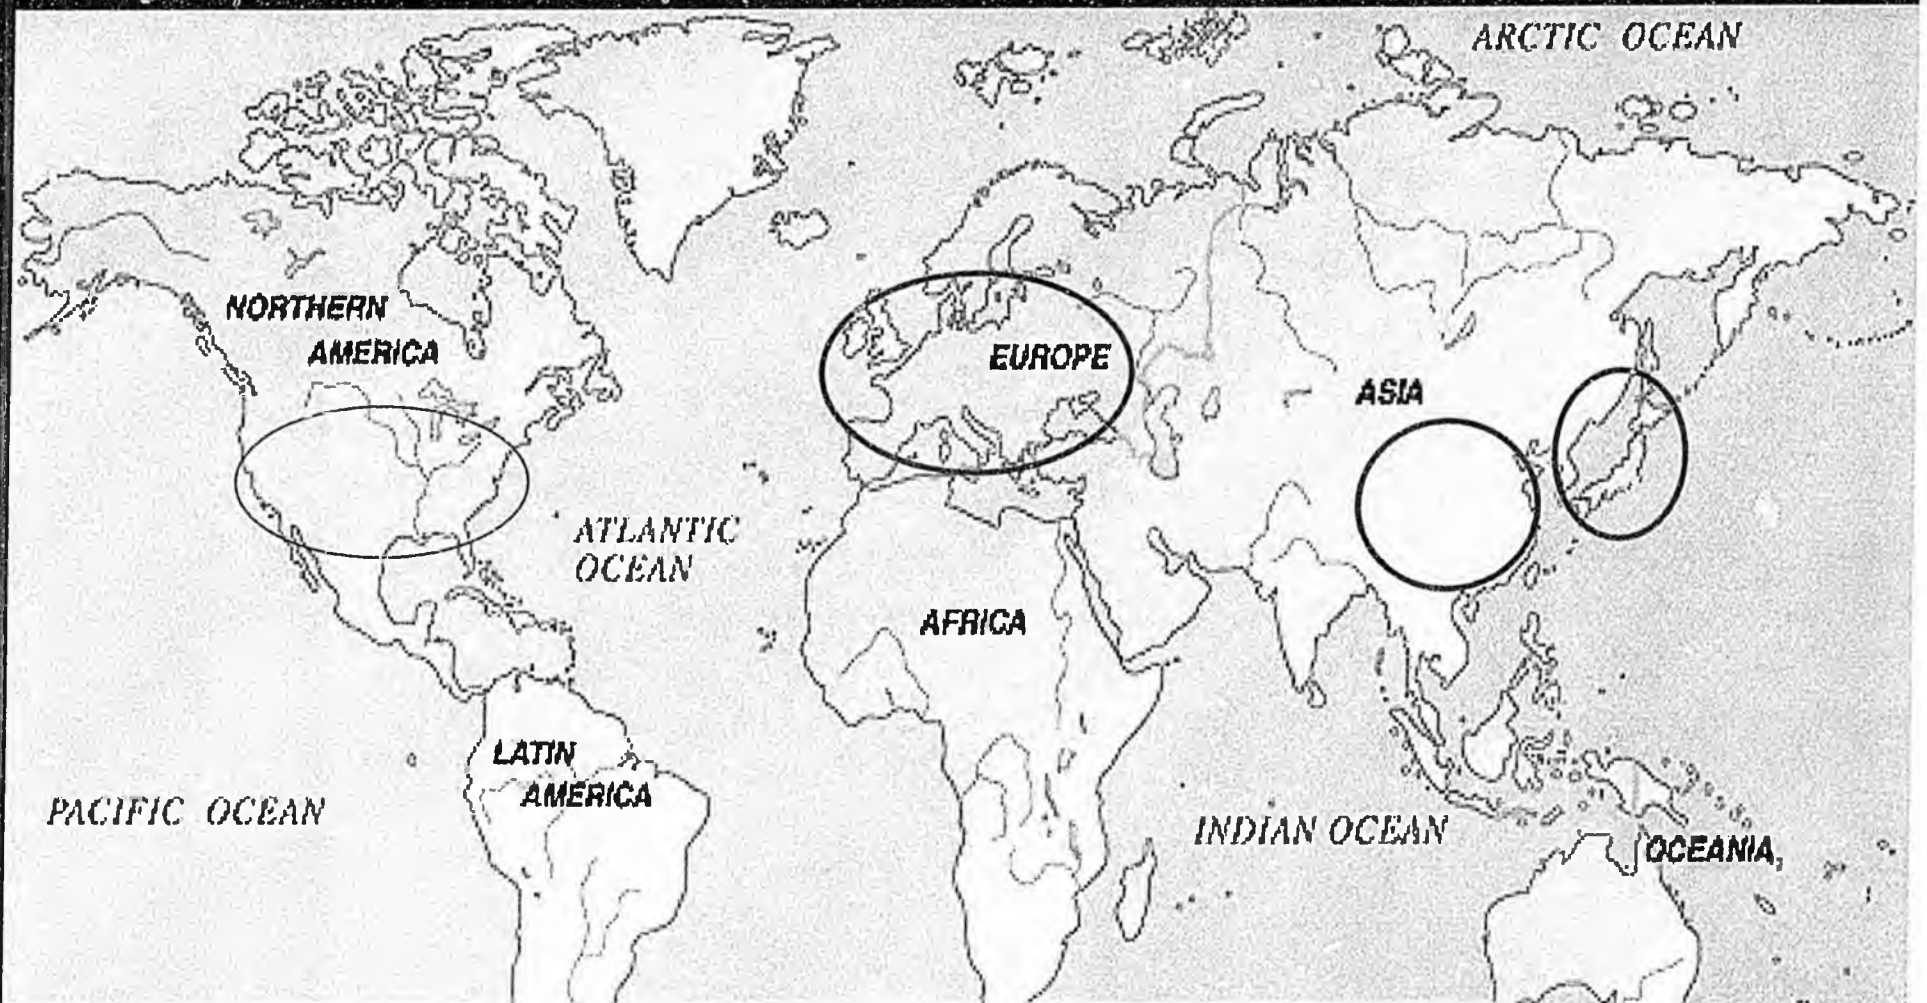 ARCTIC OCEAN
NORTHERN
AMERICA
EUROPE
ASIA
ATLANTIC
OCEAN
AFRICA
LATIN
AMERICA
PACIFIC OCEAN
INDIAN OCEAN
OCEANIA,